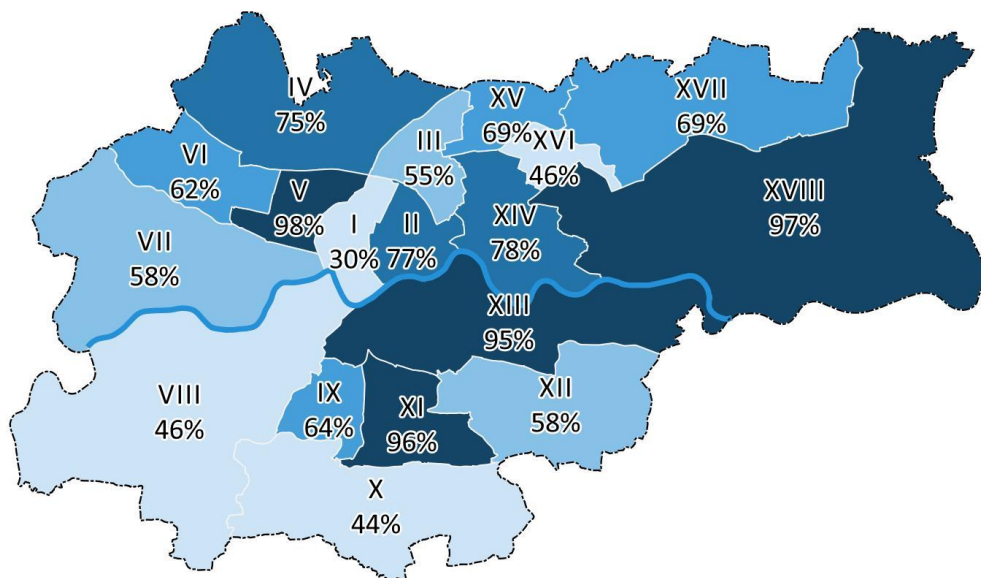 IV
75%
XV
69%
XVII
69%
III
55%
XVI
46%
VI
62%
V
98%
I
30%
II
77%
XIV
78%
XVIII
97%
VII
58%
XIII
95%
VIII
46%
IX
64%
XI
96%
XII
58%
X
44%